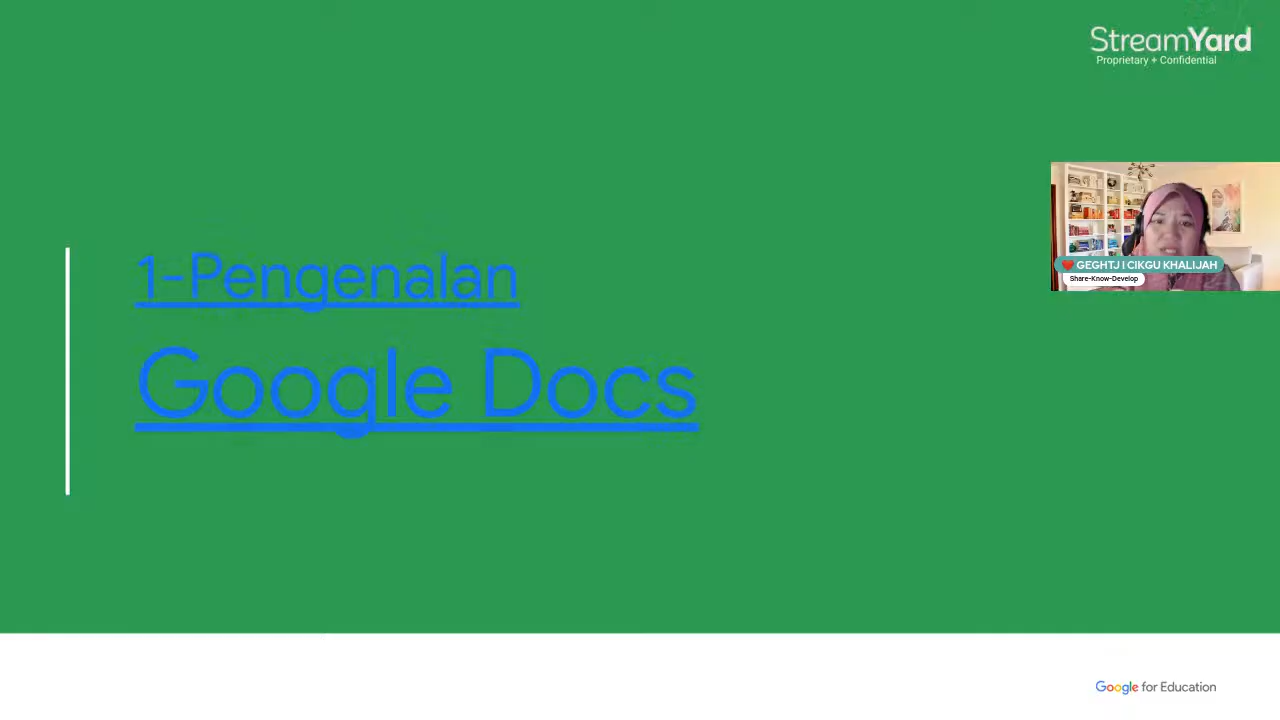 StreamYard
Proprietary + Confidential
1-Pengenalan
Google Docs
GEGHTJ I CIKGU KHALIJAH
Share-Know-Develop
Google for Education